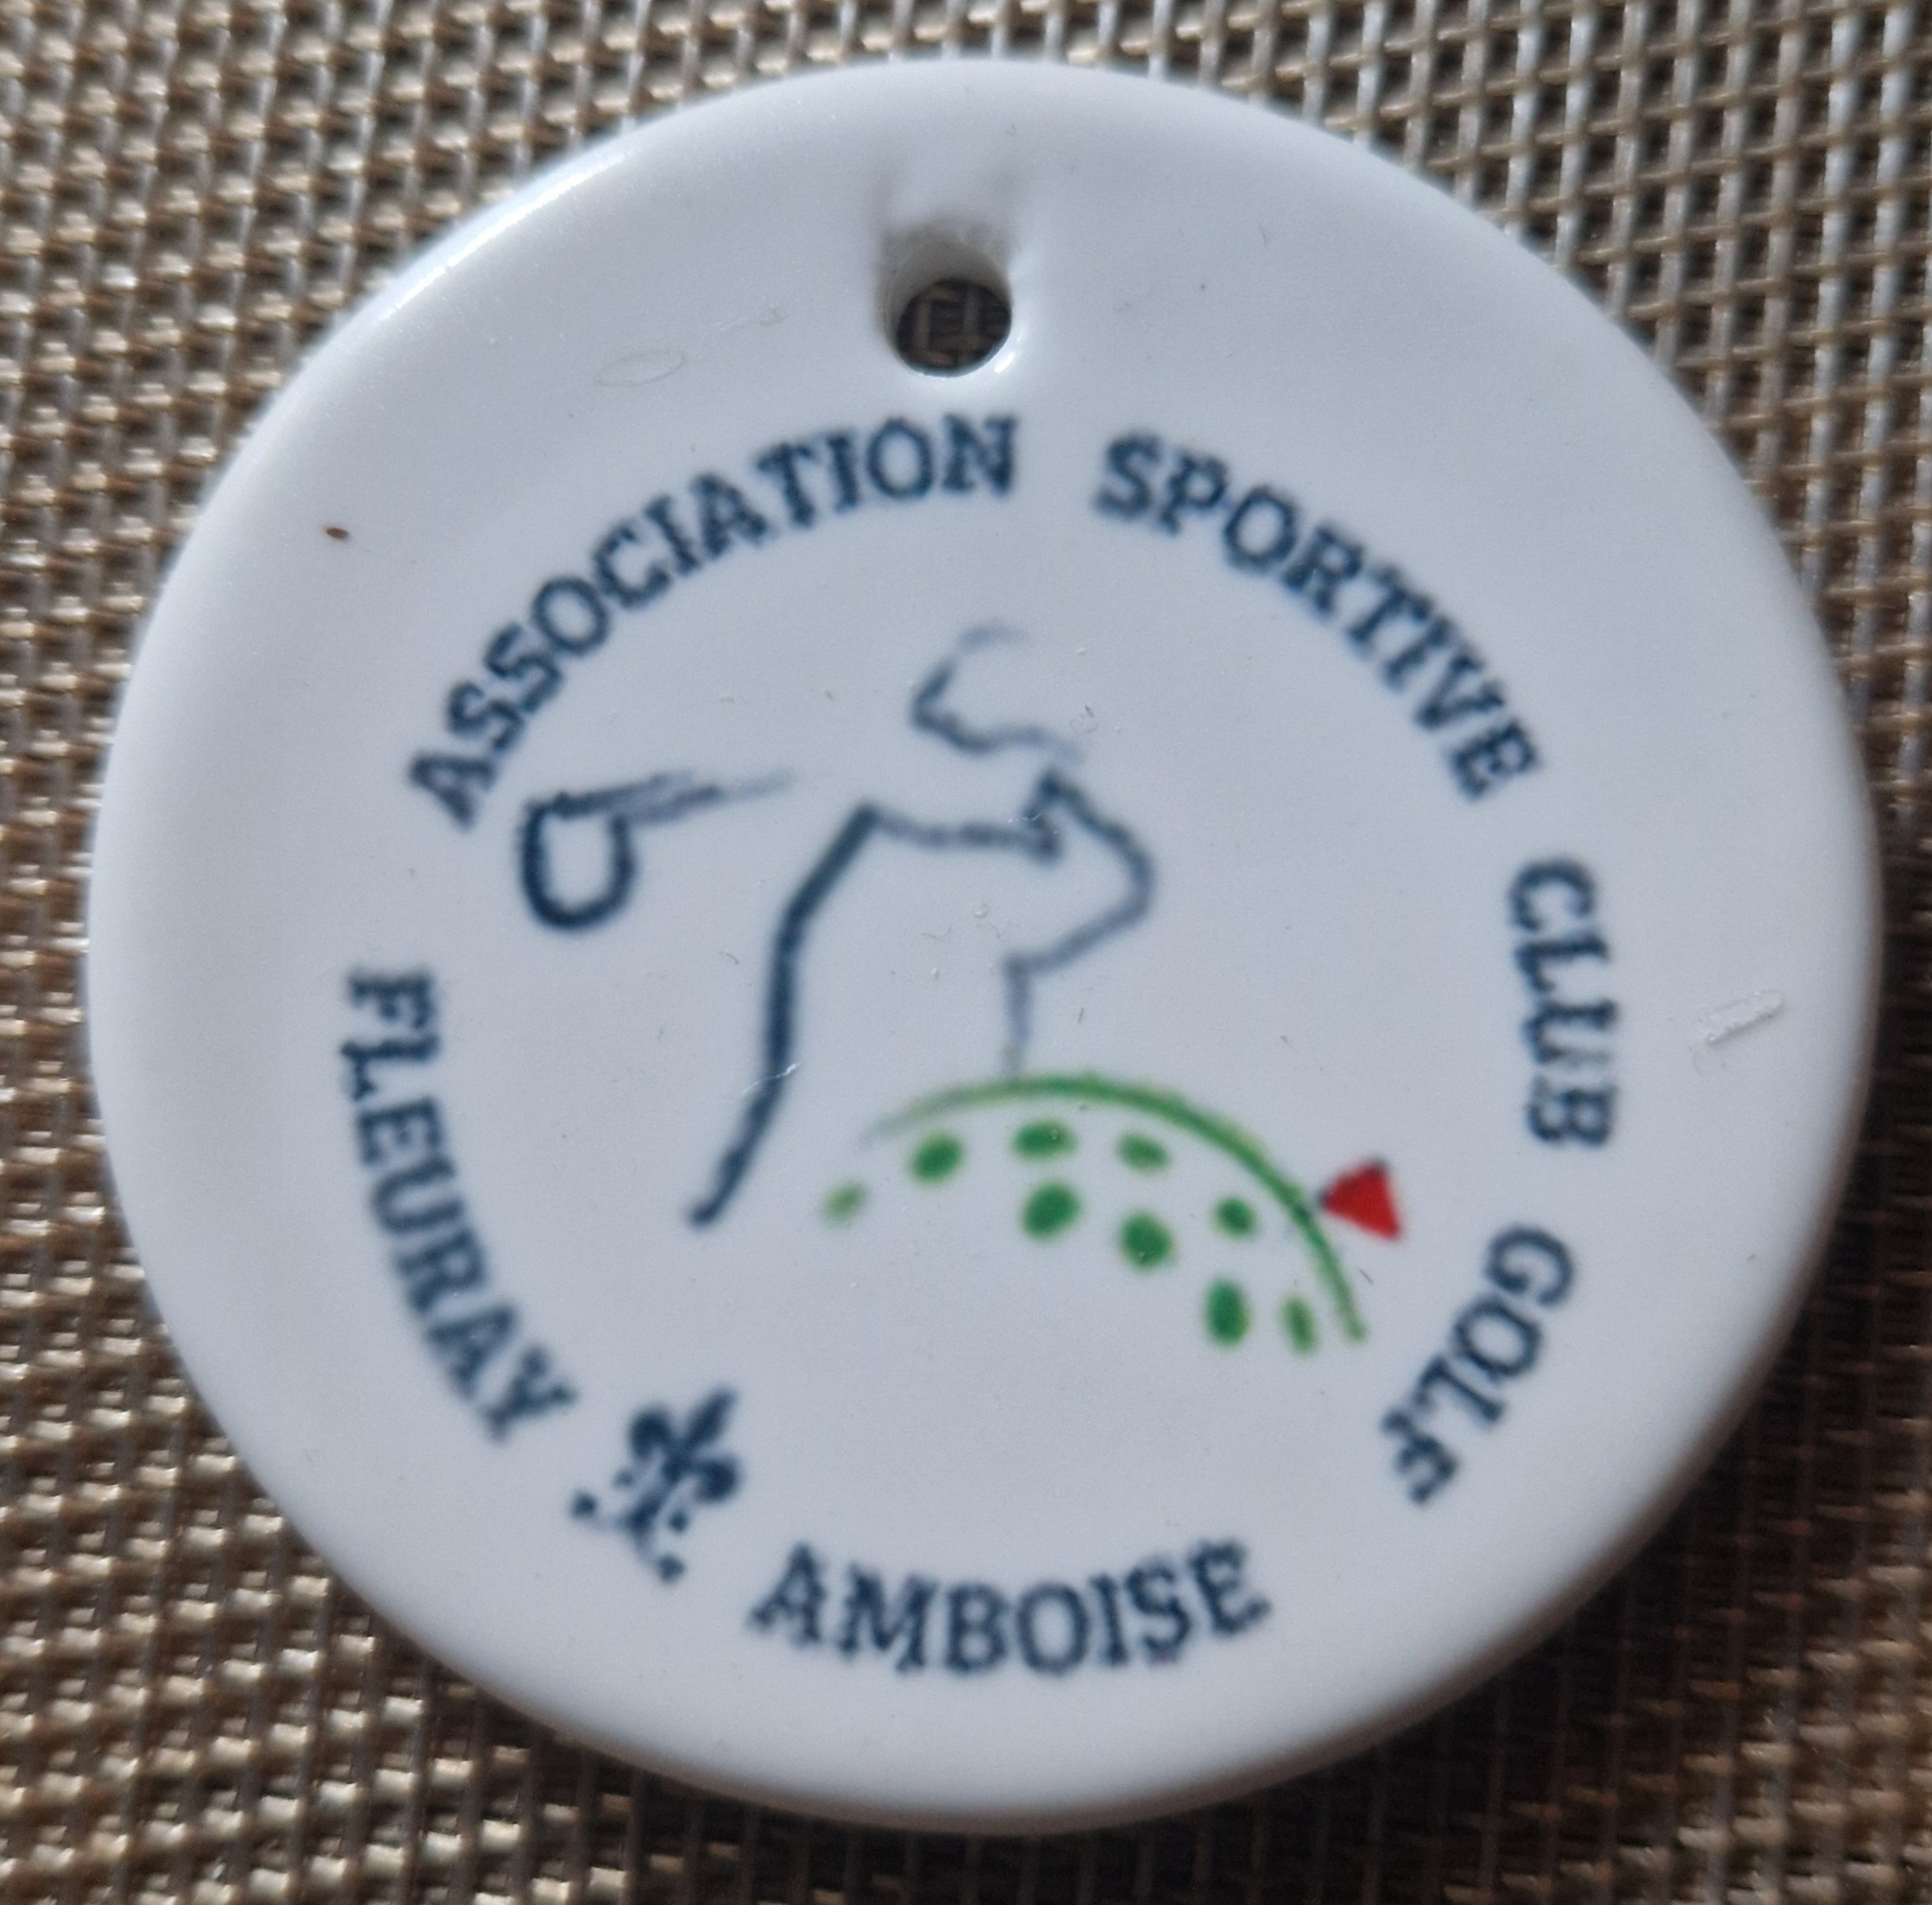 ASSOCIATION SPORTIVE CLUB GOLF
FLEURAY AMBOISE